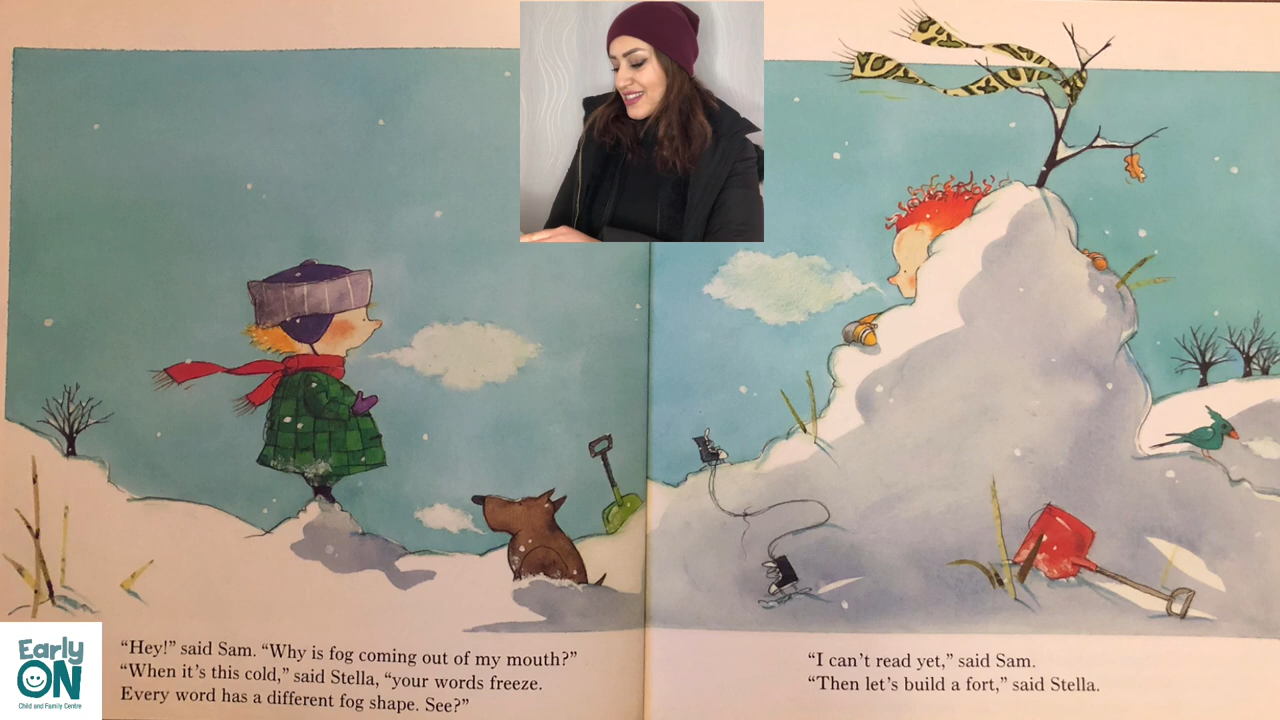 "Hey!" said Sam. "Why is fog coming out of my mouth?"
"When it's this cold," said Stella, "your words freeze.
Every word has a different fog shape. See?"
"I can't read yet," said Sam.
"Then let's build a fort," said Stella.
Early
ON
Child and Family Centre